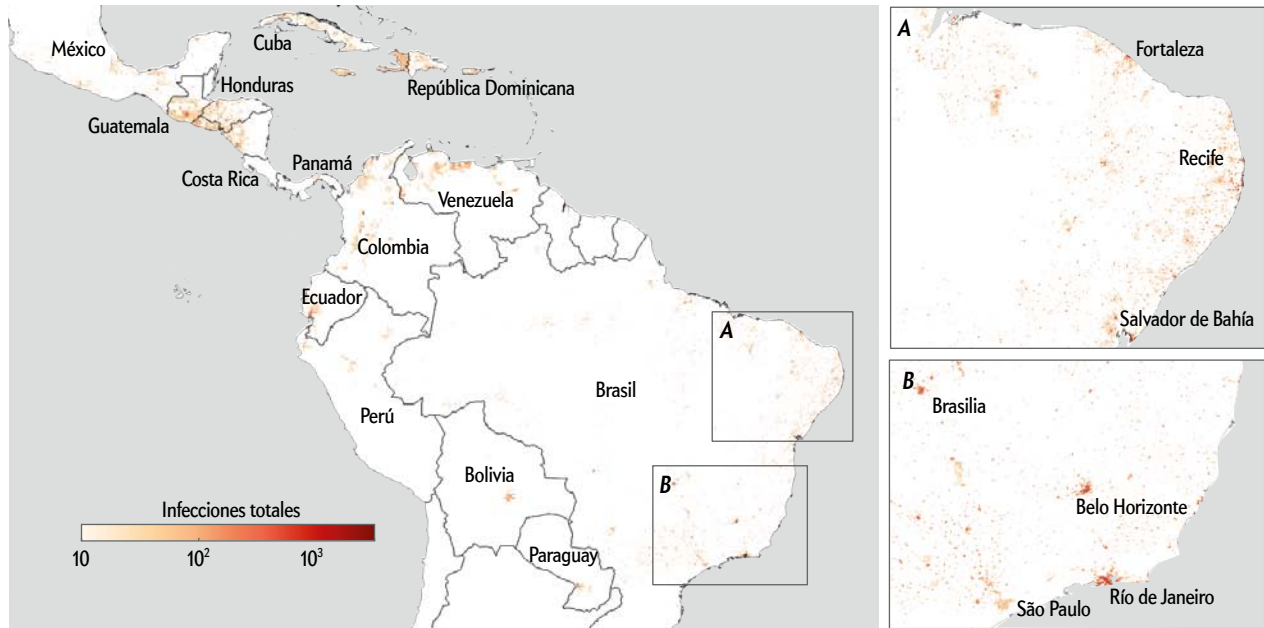 México
Cuba
Honduras
República Dominicana
Guatemala
Panamá
Costa Rica
Venezuela
Colombia
Ecuador
A
Brasil
Perú
Bolivia
B
Infecciones totales
10
10²
10³
Paraguay
A
Fortaleza
Recife
Salvador de Bahía
B
Brasilia
Belo Horizonte
Río de Janeiro
São Paulo